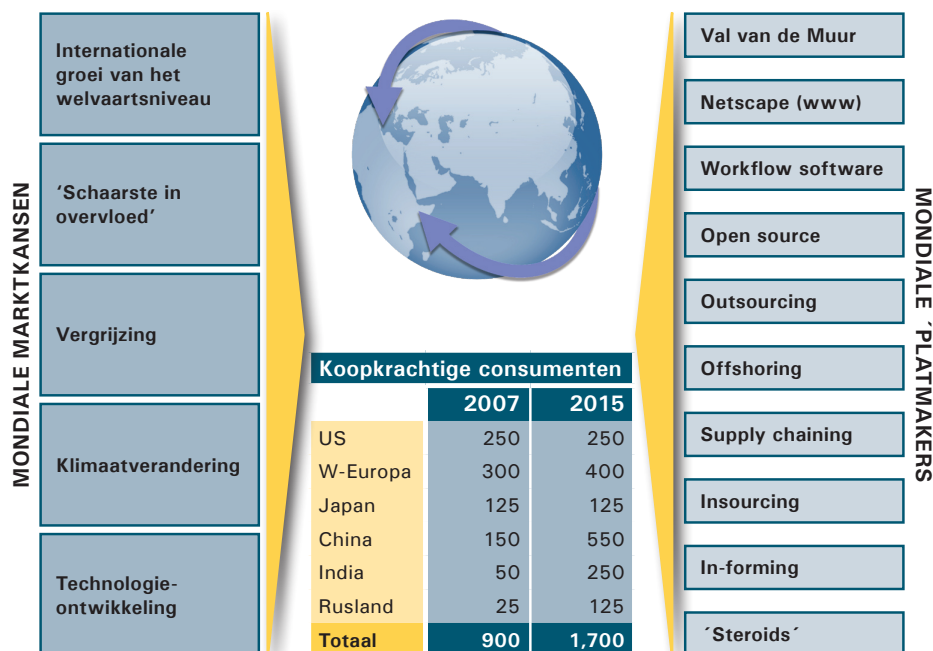 MONDIALE MARKTKANSEN
Internationale
groei van het
welvaartsniveau
‘Schaarste in
overvloed’
Vergrijzing
Klimaatverandering
Technologie-
ontwikkeling
Koopkrachtige consumenten
2007 2015
US 250 250
W-Europa 300 400
Japan 125 125
China 150 550
India 50 250
Rusland 25 125
Totaal 900 1,700
Val van de Muur
Netscape (www)
Workflow software
Open source
Outsourcing
Offshoring
Supply chaining
Insourcing
In-forming
´Steroids´
MONDIALE ´PLATMAKERS